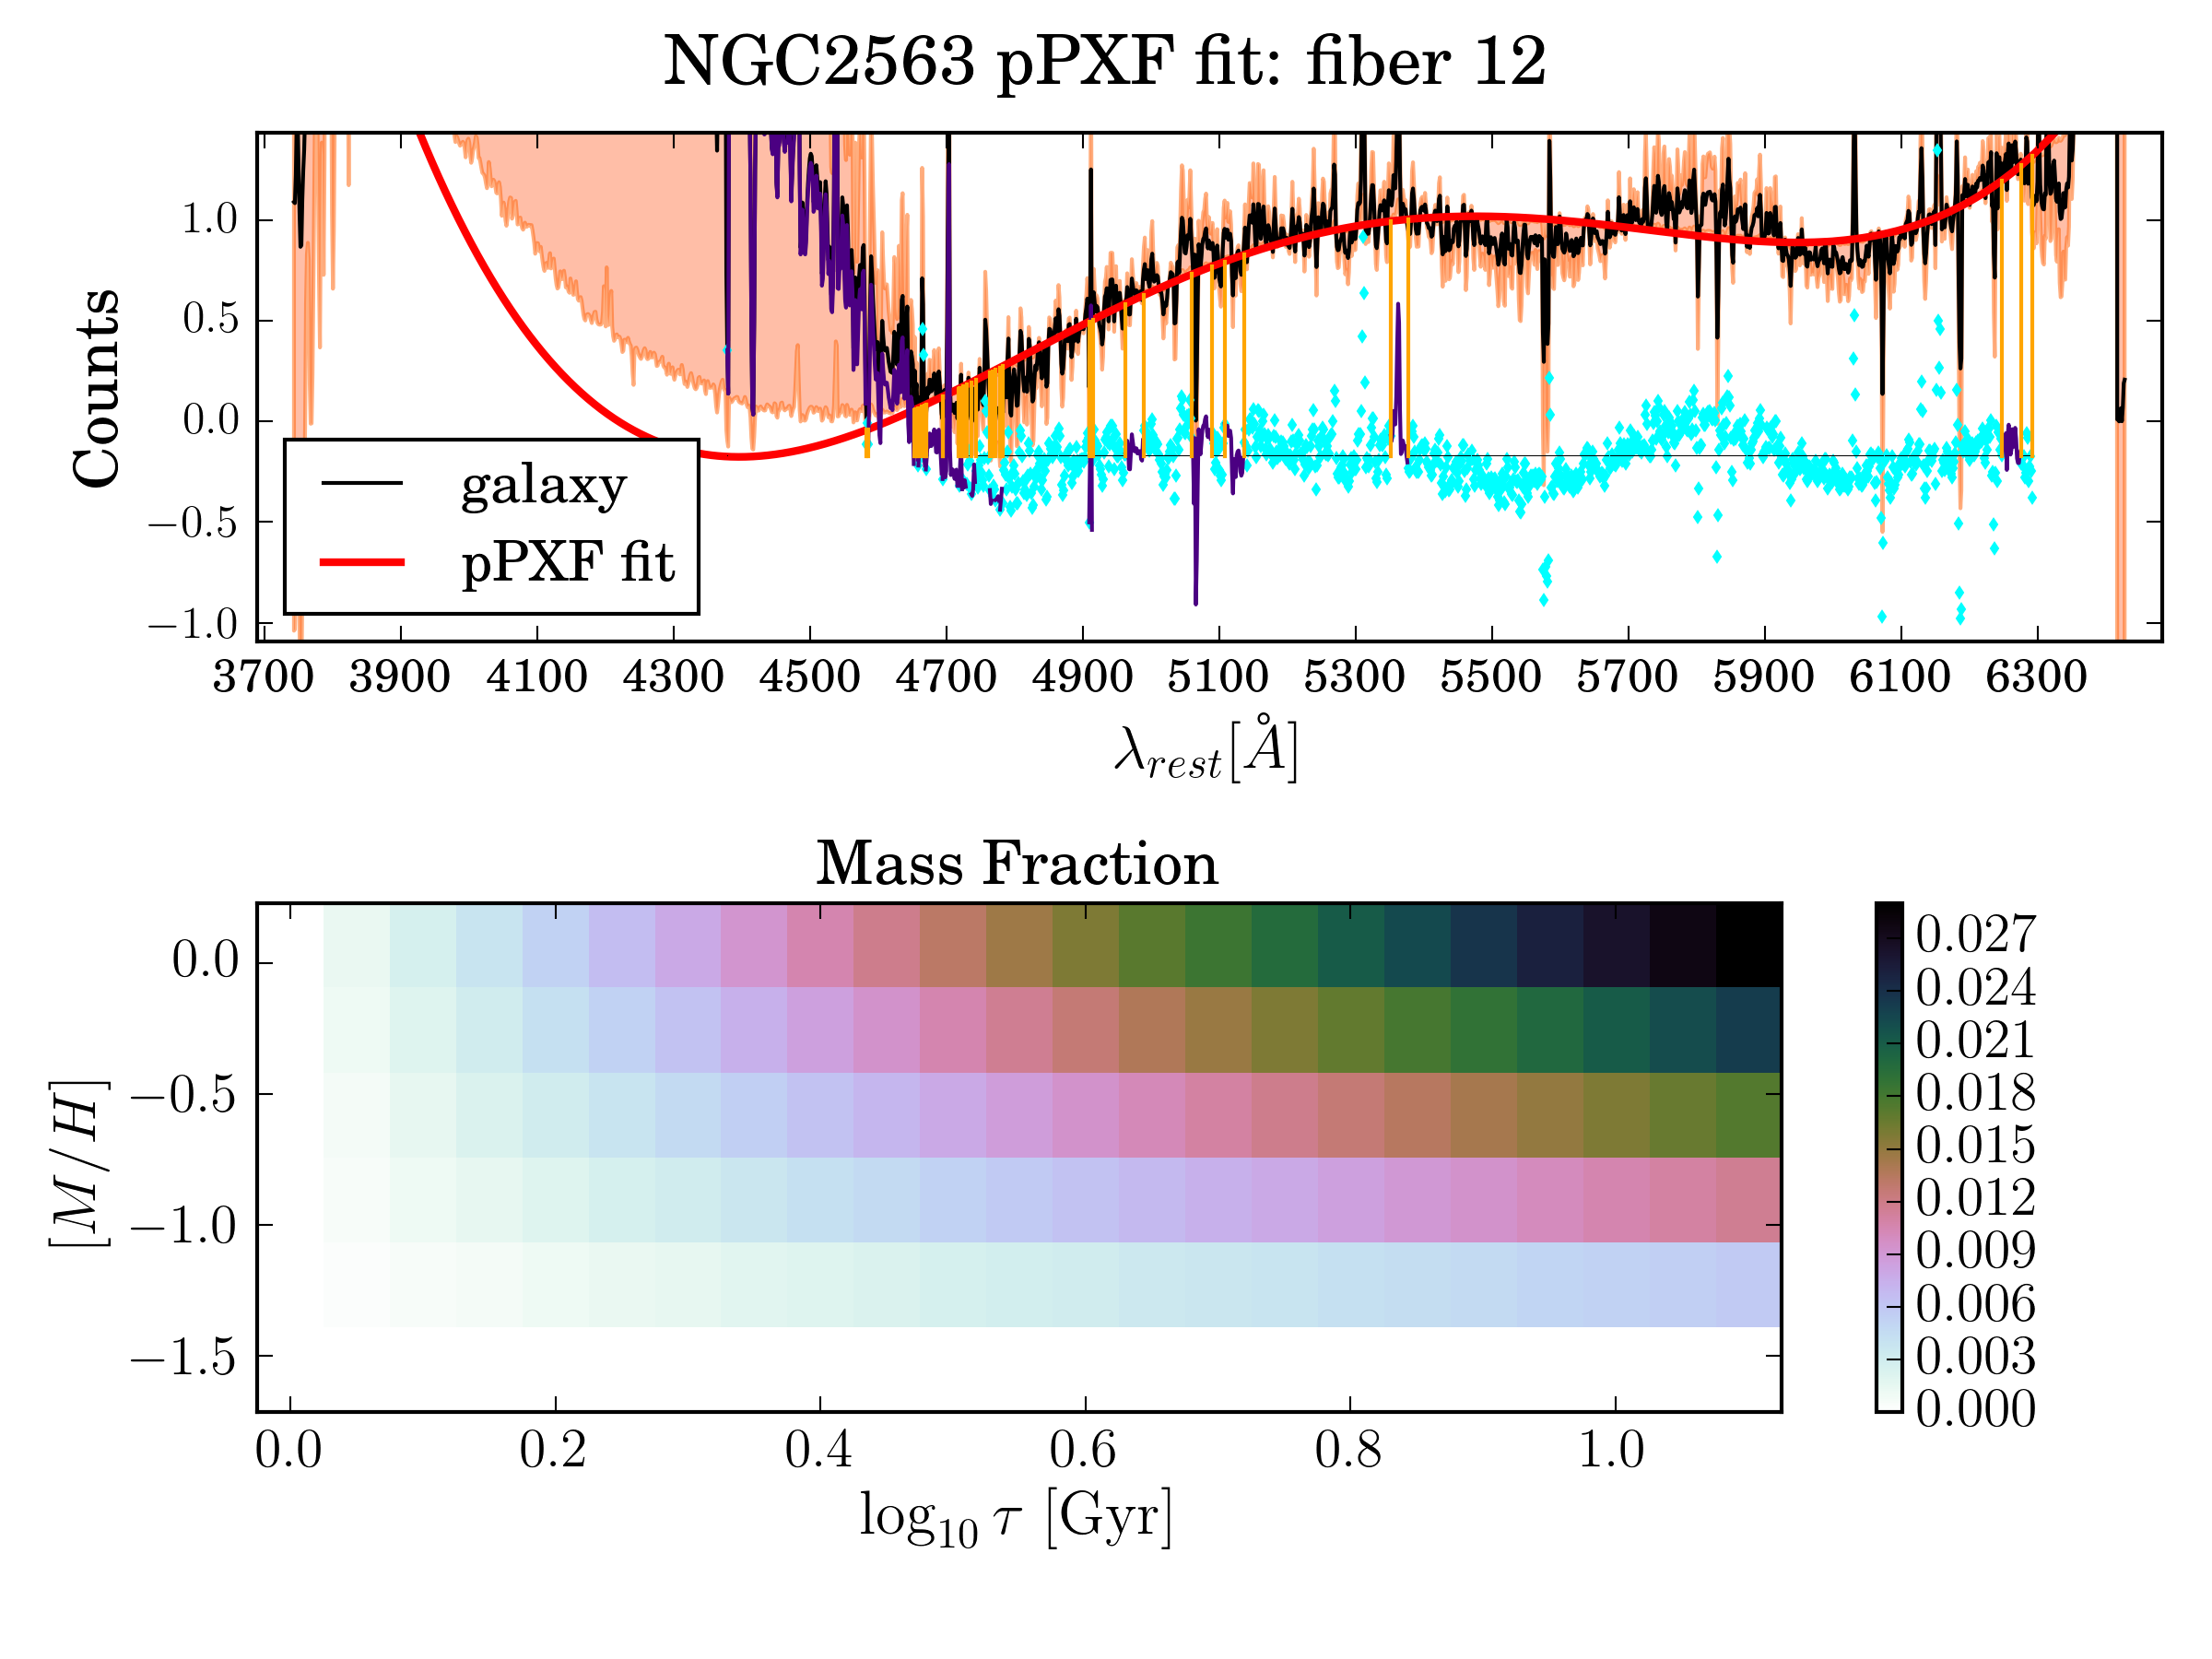 NGC2563 pPXF fit: fiber 12
Counts
1.0
0.5
0.0
−0.5
−1.0
galaxy
pPXF fit
3700 3900 4100 4300 4500 4700 4900 5100 5300 5500 5700 5900 6100 6300
λrest[Å]
Mass Fraction
[M/H]
0.0
−0.5
−1.0
−1.5
0.0 0.2 0.4 0.6 0.8 1.0
log10 τ [Gyr]
0.027
0.024
0.021
0.018
0.015
0.012
0.009
0.006
0.003
0.000